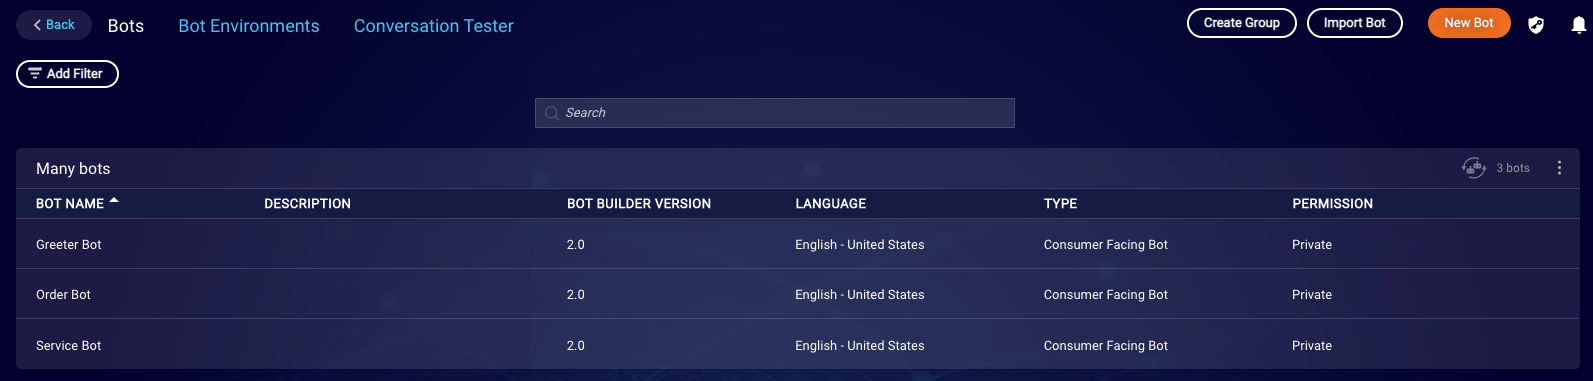 Back Bots Bot Environments Conversation Tester Create Group Import Bot New Bot
Add Filter
Search
Many bots 3 bots
BOT NAME DESCRIPTION BOT BUILDER VERSION LANGUAGE TYPE PERMISSION
Greeter Bot 2.0 English - United States Consumer Facing Bot Private
Order Bot 2.0 English - United States Consumer Facing Bot Private
Service Bot 2.0 English - United States Consumer Facing Bot Private